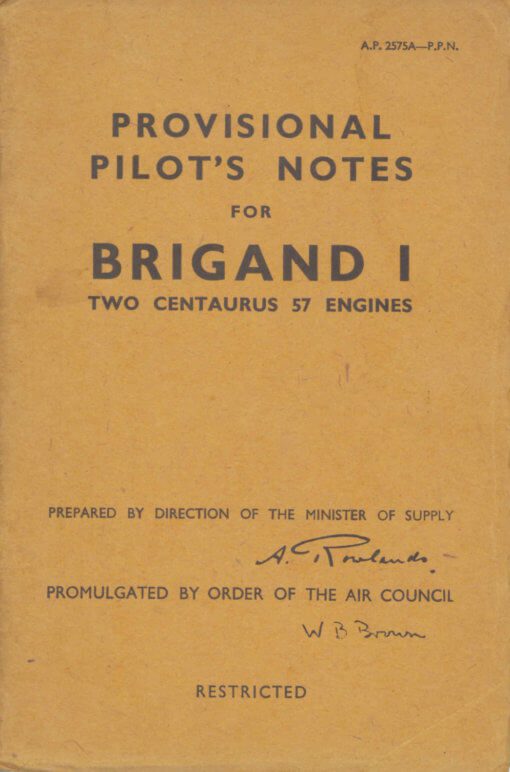 A.P. 2575A—P.P.N.
PROVISIONAL
PILOT'S NOTES
FOR
BRIGAND I
TWO CENTAURUS 57 ENGINES
PREPARED BY DIRECTION OF THE MINISTER OF SUPPLY
A. Rowlands.
PROMULGATED BY ORDER OF THE AIR COUNCIL
W B Brown
RESTRICTED